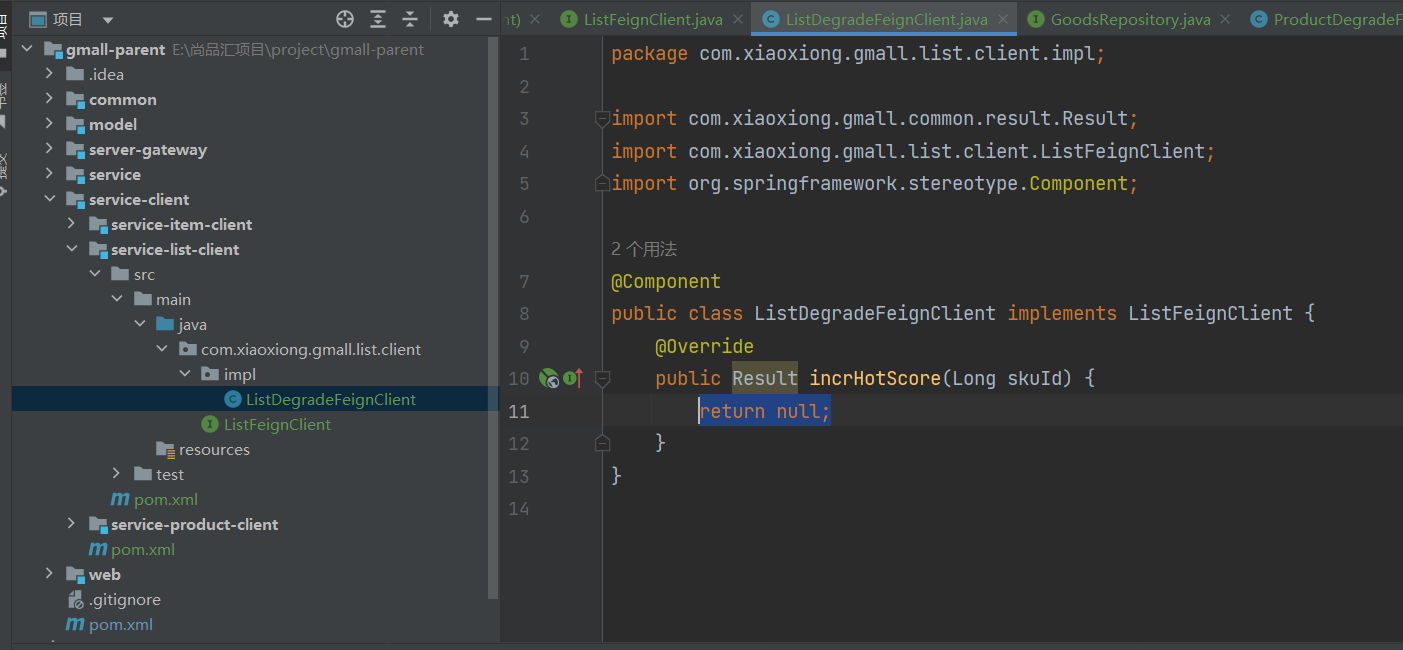 项目
gmall-parent E:\尚品汇项目\project\gmall-parent
.idea
common
model
server-gateway
service
service-client
service-item-client
service-list-client
src
main
java
com.xiaoxiong.gmall.list.client
impl
ListDegradeFeignClient
ListFeignClient
resources
test
pom.xml
service-product-client
pom.xml
web
.gitignore
pom.xml
nt) ListFeignClient.java ListDegradeFeignClient.java GoodsRepository.java ProductDegradeF
1 package com.xiaoxiong.gmall.list.client.impl;
2
3 import com.xiaoxiong.gmall.common.result.Result;
4 import com.xiaoxiong.gmall.list.client.ListFeignClient;
5 import org.springframework.stereotype.Component;
6
2 个用法
7 @Component
8 public class ListDegradeFeignClient implements ListFeignClient {
9 @Override
10 public Result incrHotScore(Long skuId) {
11 return null;
12 }
13 }
14